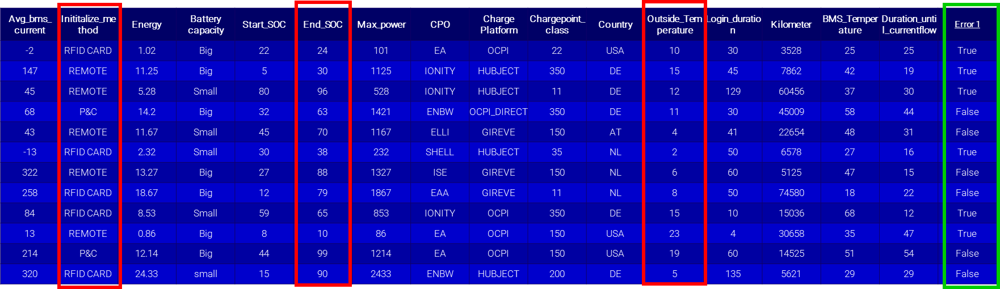 Avg_bms_current Inititalize_method Energy Battery capacity Start_SOC End_SOC Max_power CPO Charge Platform Chargepoint_class Country Outside_Temperature Login_duration Kilometer BMS_Temperature Duration_until_currentflow Error1
-2 RFID CARD 1.02 Big 22 24 101 EA OCPI 22 USA 10 30 3528 25 25 True
147 REMOTE 11.25 Big 5 30 1125 IONITY HUBJECT 350 DE 15 45 7862 42 19 True
45 REMOTE 5.28 Small 80 96 528 IONITY HUBJECT 11 DE 12 129 60456 37 30 True
68 P&C 14.2 Big 32 63 1421 ENBW OCPI_DIRECT 350 DE 11 30 45009 58 44 False
43 REMOTE 11.67 Small 45 70 1167 ELLI GIREVE 150 AT 4 41 22654 48 31 False
-13 RFID CARD 2.32 Small 30 38 232 SHELL HUBJECT 35 NL 2 50 6578 27 16 True
322 REMOTE 13.27 Big 27 88 1327 ISE GIREVE 150 NL 6 60 5125 47 15 False
258 RFID CARD 18.67 Big 12 79 1867 EAA GIREVE 11 NL 8 50 74580 18 22 False
84 RFID CARD 8.53 Small 59 65 853 IONITY OCPI 350 DE 15 10 15036 68 12 True
13 REMOTE 0.86 Big 8 10 86 EA OCPI 150 USA 23 4 30658 35 47 True
214 P&C 12.14 Big 44 99 1214 EA OCPI 150 USA 19 60 14525 51 54 False
320 RFID CARD 24.33 small 15 90 2433 ENBW HUBJECT 200 DE 5 135 5621 29 29 False